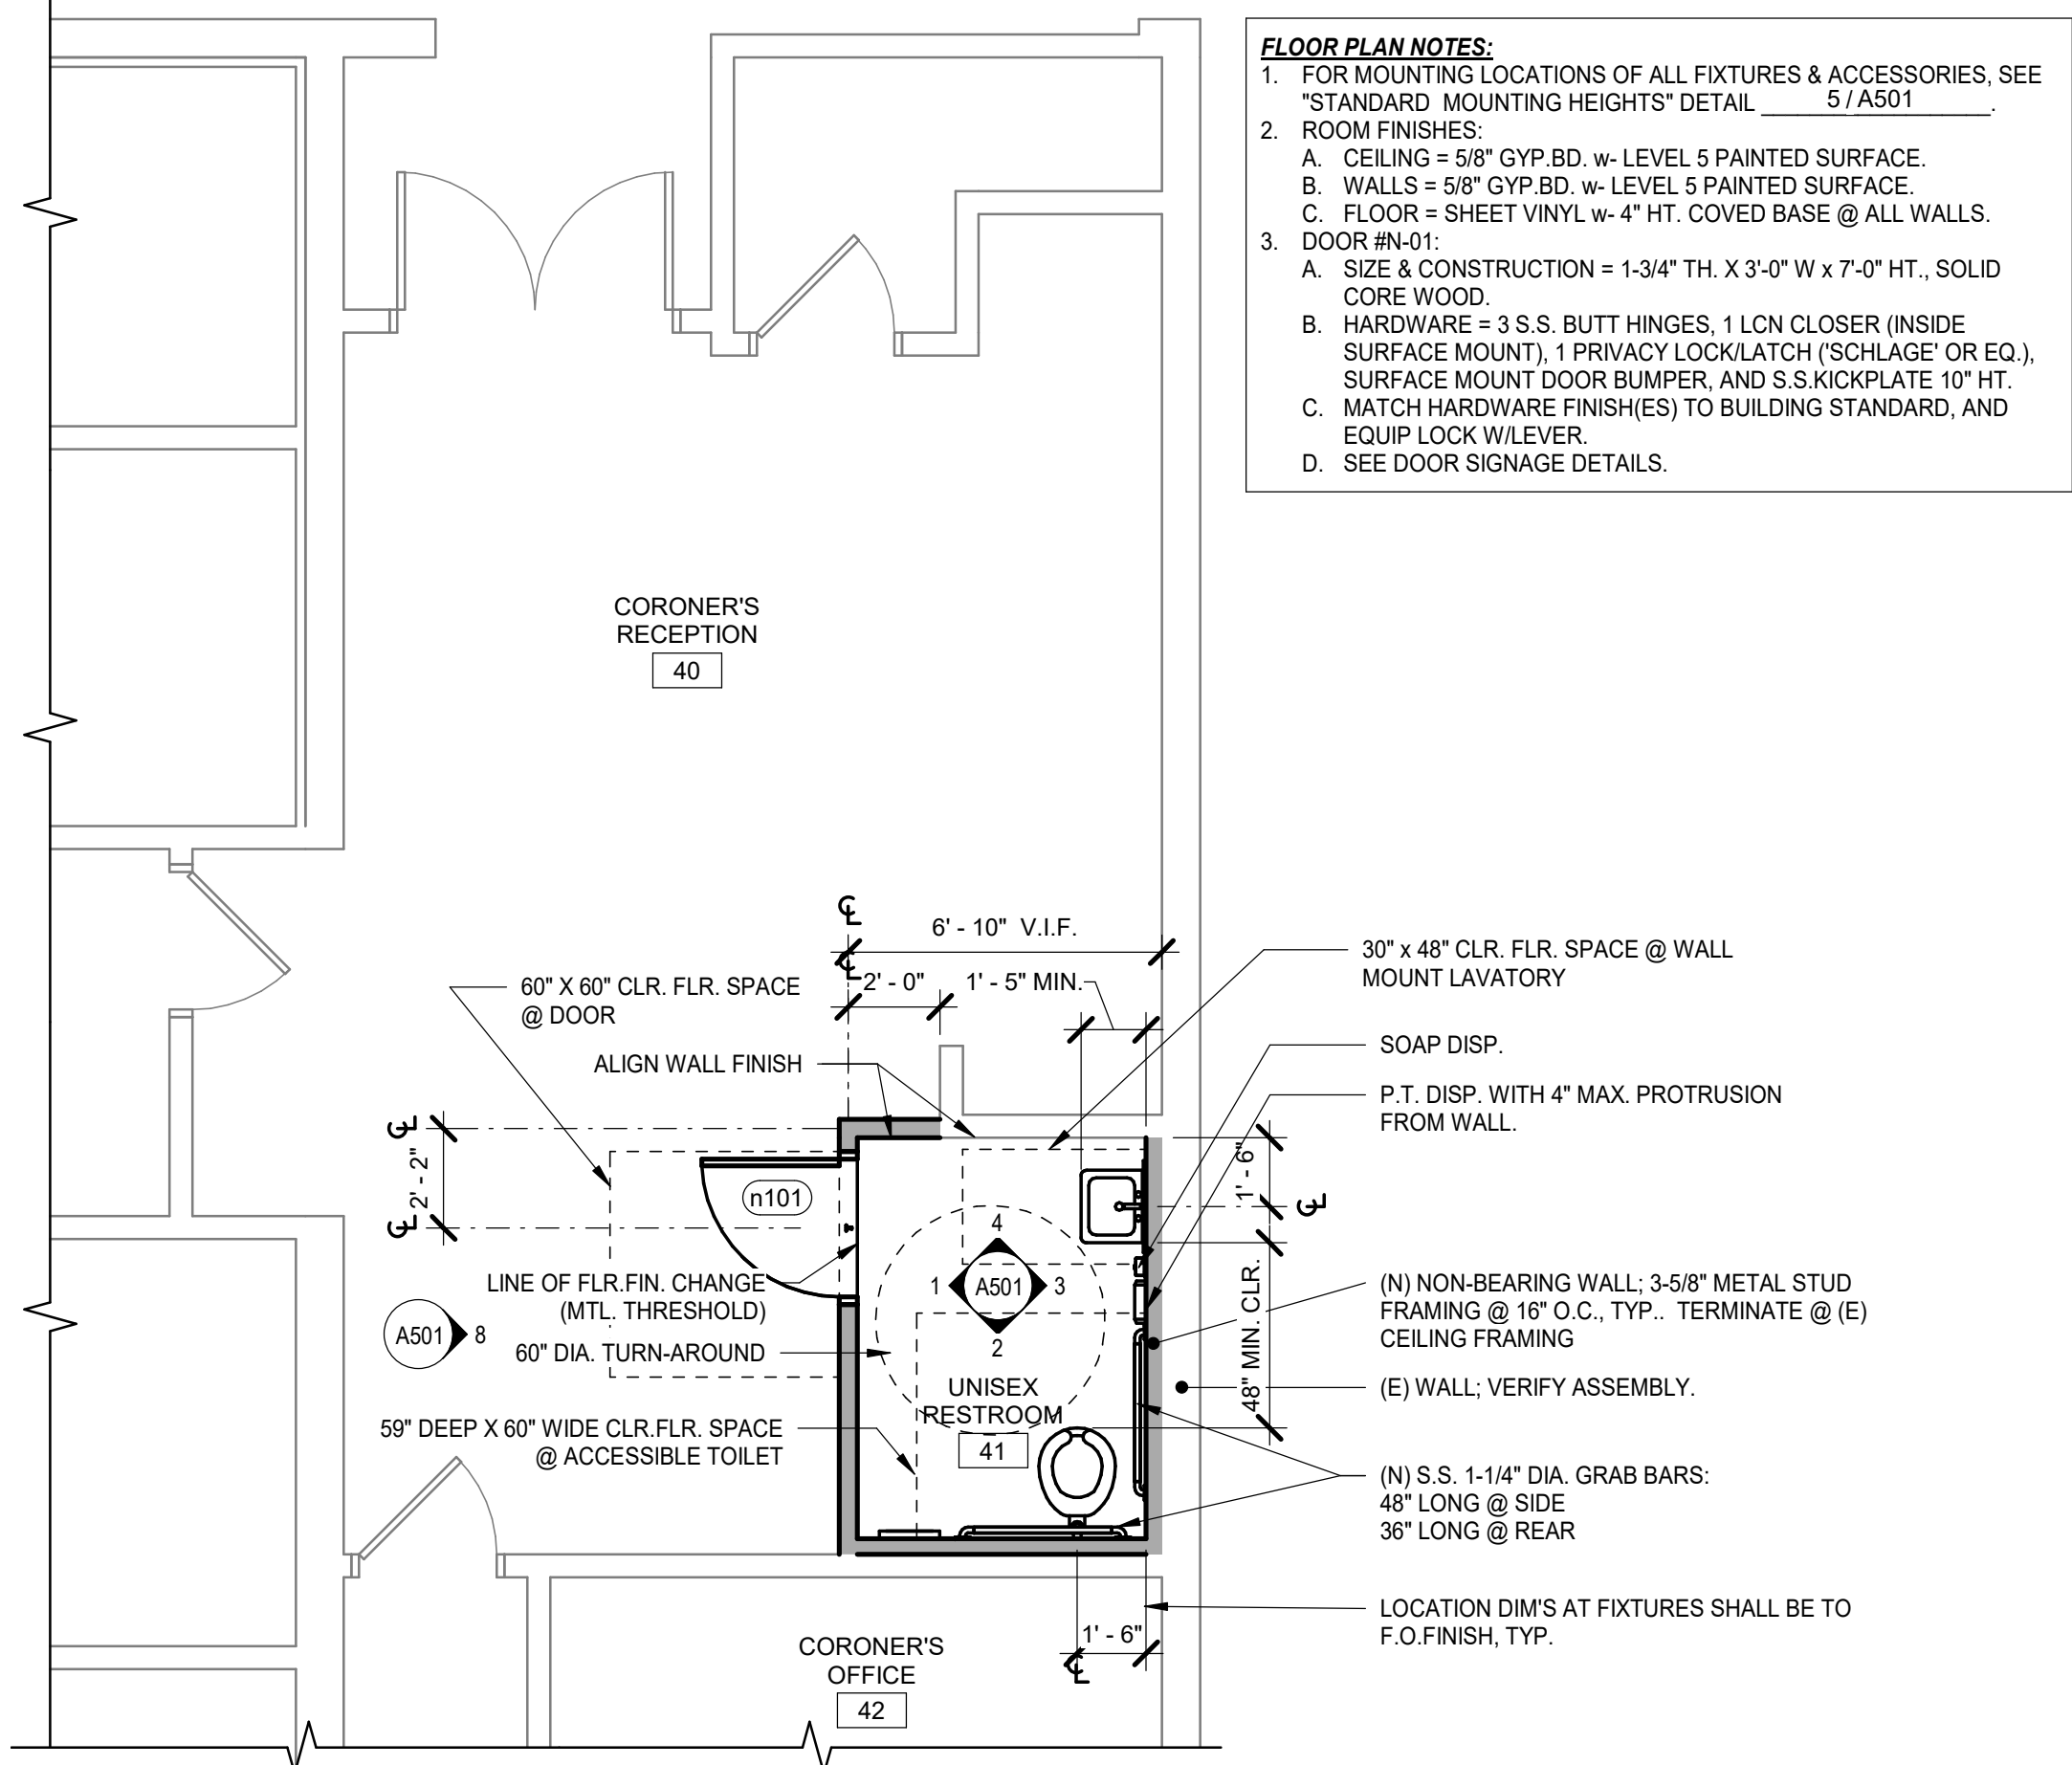 FLOOR PLAN NOTES:
1. FOR MOUNTING LOCATIONS OF ALL FIXTURES & ACCESSORIES, SEE
"STANDARD MOUNTING HEIGHTS" DETAIL ______5 / A501__________.
2. ROOM FINISHES:
A. CEILING = 5/8" GYP.BD. w- LEVEL 5 PAINTED SURFACE.
B. WALLS = 5/8" GYP.BD. w- LEVEL 5 PAINTED SURFACE.
C. FLOOR = SHEET VINYL w- 4" HT. COVED BASE @ ALL WALLS.
3. DOOR #N-01:
A. SIZE & CONSTRUCTION = 1-3/4" TH. X 3'-0" W x 7'-0" HT., SOLID
CORE WOOD.
B. HARDWARE = 3 S.S. BUTT HINGES, 1 LCN CLOSER (INSIDE
SURFACE MOUNT), 1 PRIVACY LOCK/LATCH ('SCHLAGE' OR EQ.),
SURFACE MOUNT DOOR BUMPER, AND S.S.KICKPLATE 10" HT.
C. MATCH HARDWARE FINISH(ES) TO BUILDING STANDARD, AND
EQUIP LOCK W/LEVER.
D. SEE DOOR SIGNAGE DETAILS.
CORONER'S
RECEPTION
40
℄
6' - 10" V.I.F.
℄
2' - 0"
1' - 5" MIN.
30" x 48" CLR. FLR. SPACE @ WALL
MOUNT LAVATORY
60" X 60" CLR. FLR. SPACE
@ DOOR
ALIGN WALL FINISH
SOAP DISP.
P.T. DISP. WITH 4" MAX. PROTRUSION
FROM WALL.
℄
2' - 2"
℄
n101
1' - 6"
℄
4
1
A501
3
2
48" MIN. CLR.
LINE OF FLR.FIN. CHANGE
(MTL. THRESHOLD)
A501
8
60" DIA. TURN-AROUND
(N) NON-BEARING WALL; 3-5/8" METAL STUD
FRAMING @ 16" O.C., TYP.. TERMINATE @ (E)
CEILING FRAMING
(E) WALL; VERIFY ASSEMBLY.
UNISEX
RESTROOM
41
59" DEEP X 60" WIDE CLR.FLR. SPACE
@ ACCESSIBLE TOILET
(N) S.S. 1-1/4" DIA. GRAB BARS:
48" LONG @ SIDE
36" LONG @ REAR
LOCATION DIM'S AT FIXTURES SHALL BE TO
F.O.FINISH, TYP.
1' - 6"
℄
CORONER'S
OFFICE
42